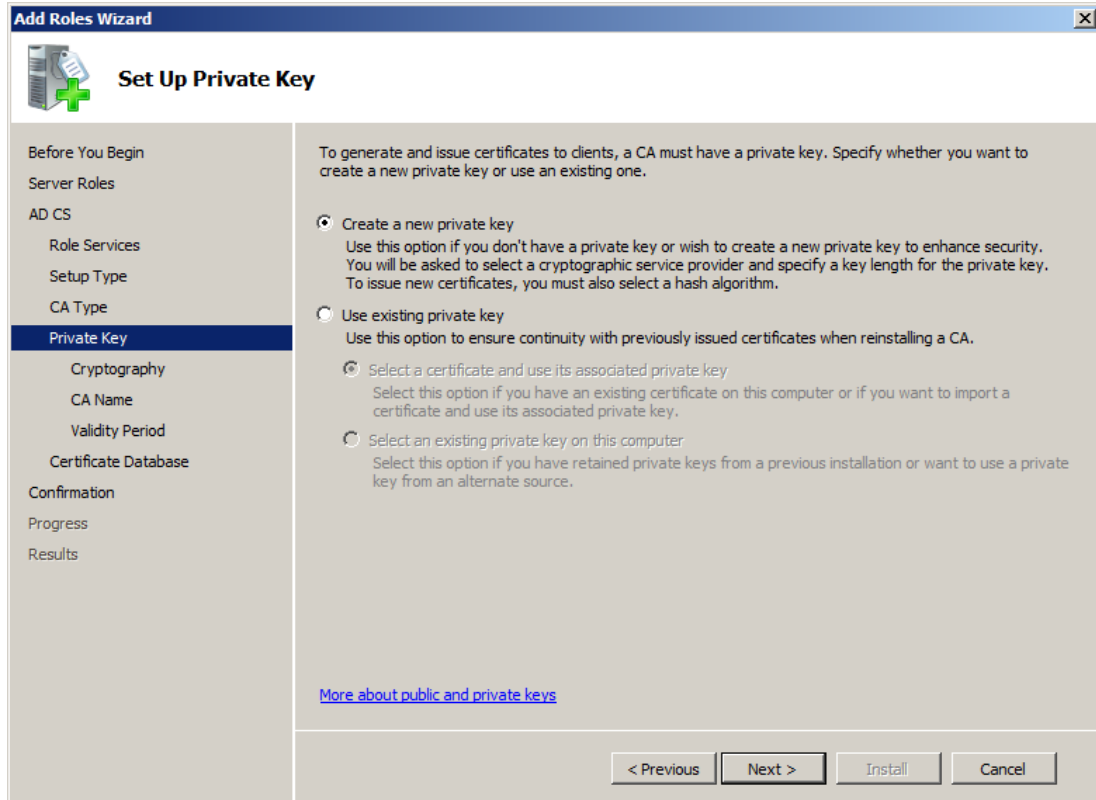 Add Roles Wizard
Set Up Private Key
Before You Begin
Server Roles
AD CS
Role Services
Setup Type
CA Type
Private Key
Cryptography
CA Name
Validity Period
Certificate Database
Confirmation
Progress
Results
To generate and issue certificates to clients, a CA must have a private key. Specify whether you want to
create a new private key or use an existing one.
Create a new private key
Use this option if you don't have a private key or wish to create a new private key to enhance security.
You will be asked to select a cryptographic service provider and specify a key length for the private key.
To issue new certificates, you must also select a hash algorithm.
Use existing private key
Use this option to ensure continuity with previously issued certificates when reinstalling a CA.
Select a certificate and use its associated private key
Select this option if you have an existing certificate on this computer or if you want to import a
certificate and use its associated private key.
Select an existing private key on this computer
Select this option if you have retained private keys from a previous installation or want to use a private
key from an alternate source.
More about public and private keys
< Previous
Next >
Install
Cancel